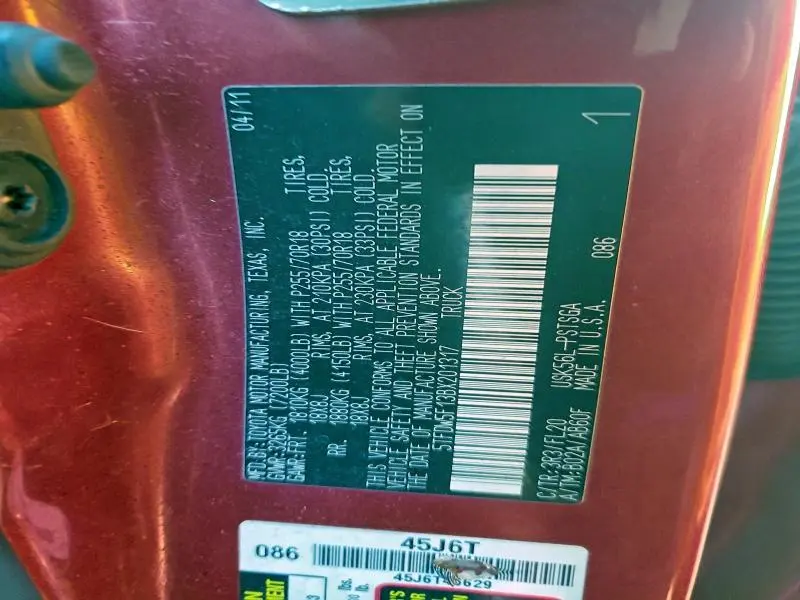 MFD.BY:TOYOTA MOTOR MANUFACTURING, TEXAS, INC. 04/11
GVWR:3265KG (7200LB)
GAWR:FRT. 1810KG (4000LB) WITH P255/70R18 TIRES,
18X8J RIMS, AT 210KPA (30PSI) COLD.
RR. 1880KG (4150LB) WITH P255/70R18 TIRES,
18X8J RIMS, AT 230KPA (33PSI) COLD.
THIS VEHICLE CONFORMS TO ALL APPLICABLE FEDERAL MOTOR
VEHICLE SAFETY AND THEFT PREVENTION STANDARDS IN EFFECT ON
THE DATE OF MANUFACTURE SHOWN ABOVE.
5TFDW5F13BX201317 TRUCK
C/TR:3R3/FL20 USK56L-PSTSGA 086
A/TM:B02A/AB60F MADE IN U.S.A. 1
45J6T
086
lbs.
lb.